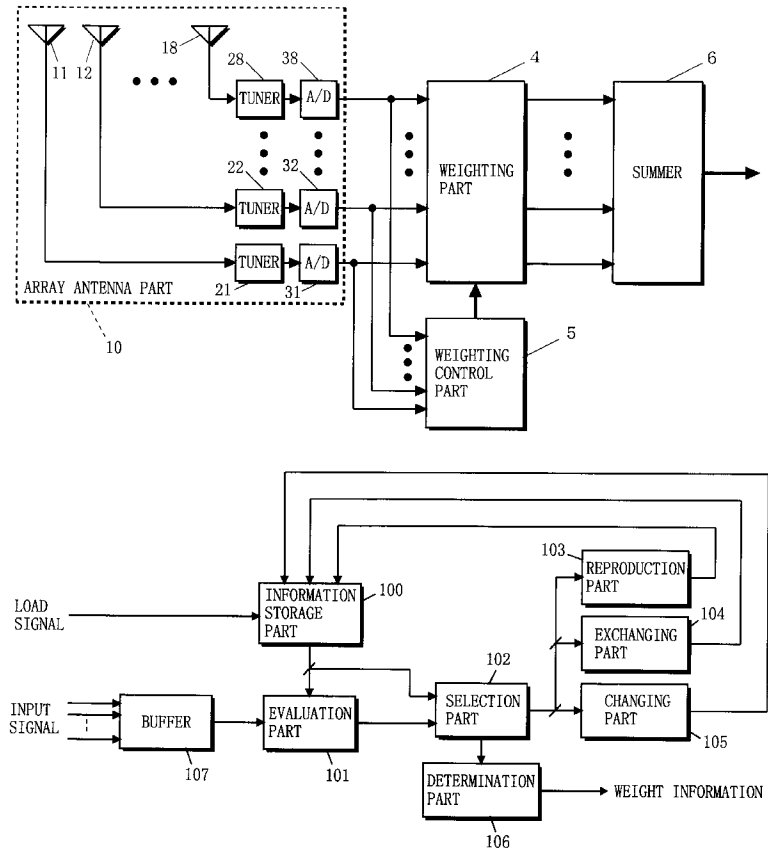 11
12
18
28
38
4
6
TUNER
A/D
22
32
WEIGHTING
PART
SUMMER
TUNER
A/D
TUNER
A/D
ARRAY ANTENNA PART
21
31
10
5
WEIGHTING
CONTROL
PART
103
REPRODUCTION
PART
100
LOAD
SIGNAL
INFORMATION
STORAGE
PART
104
EXCHANGING
PART
102
INPUT
SIGNAL
BUFFER
EVALUATION
PART
SELECTION
PART
CHANGING
PART
107
101
105
DETERMINATION
PART
WEIGHT INFORMATION
106